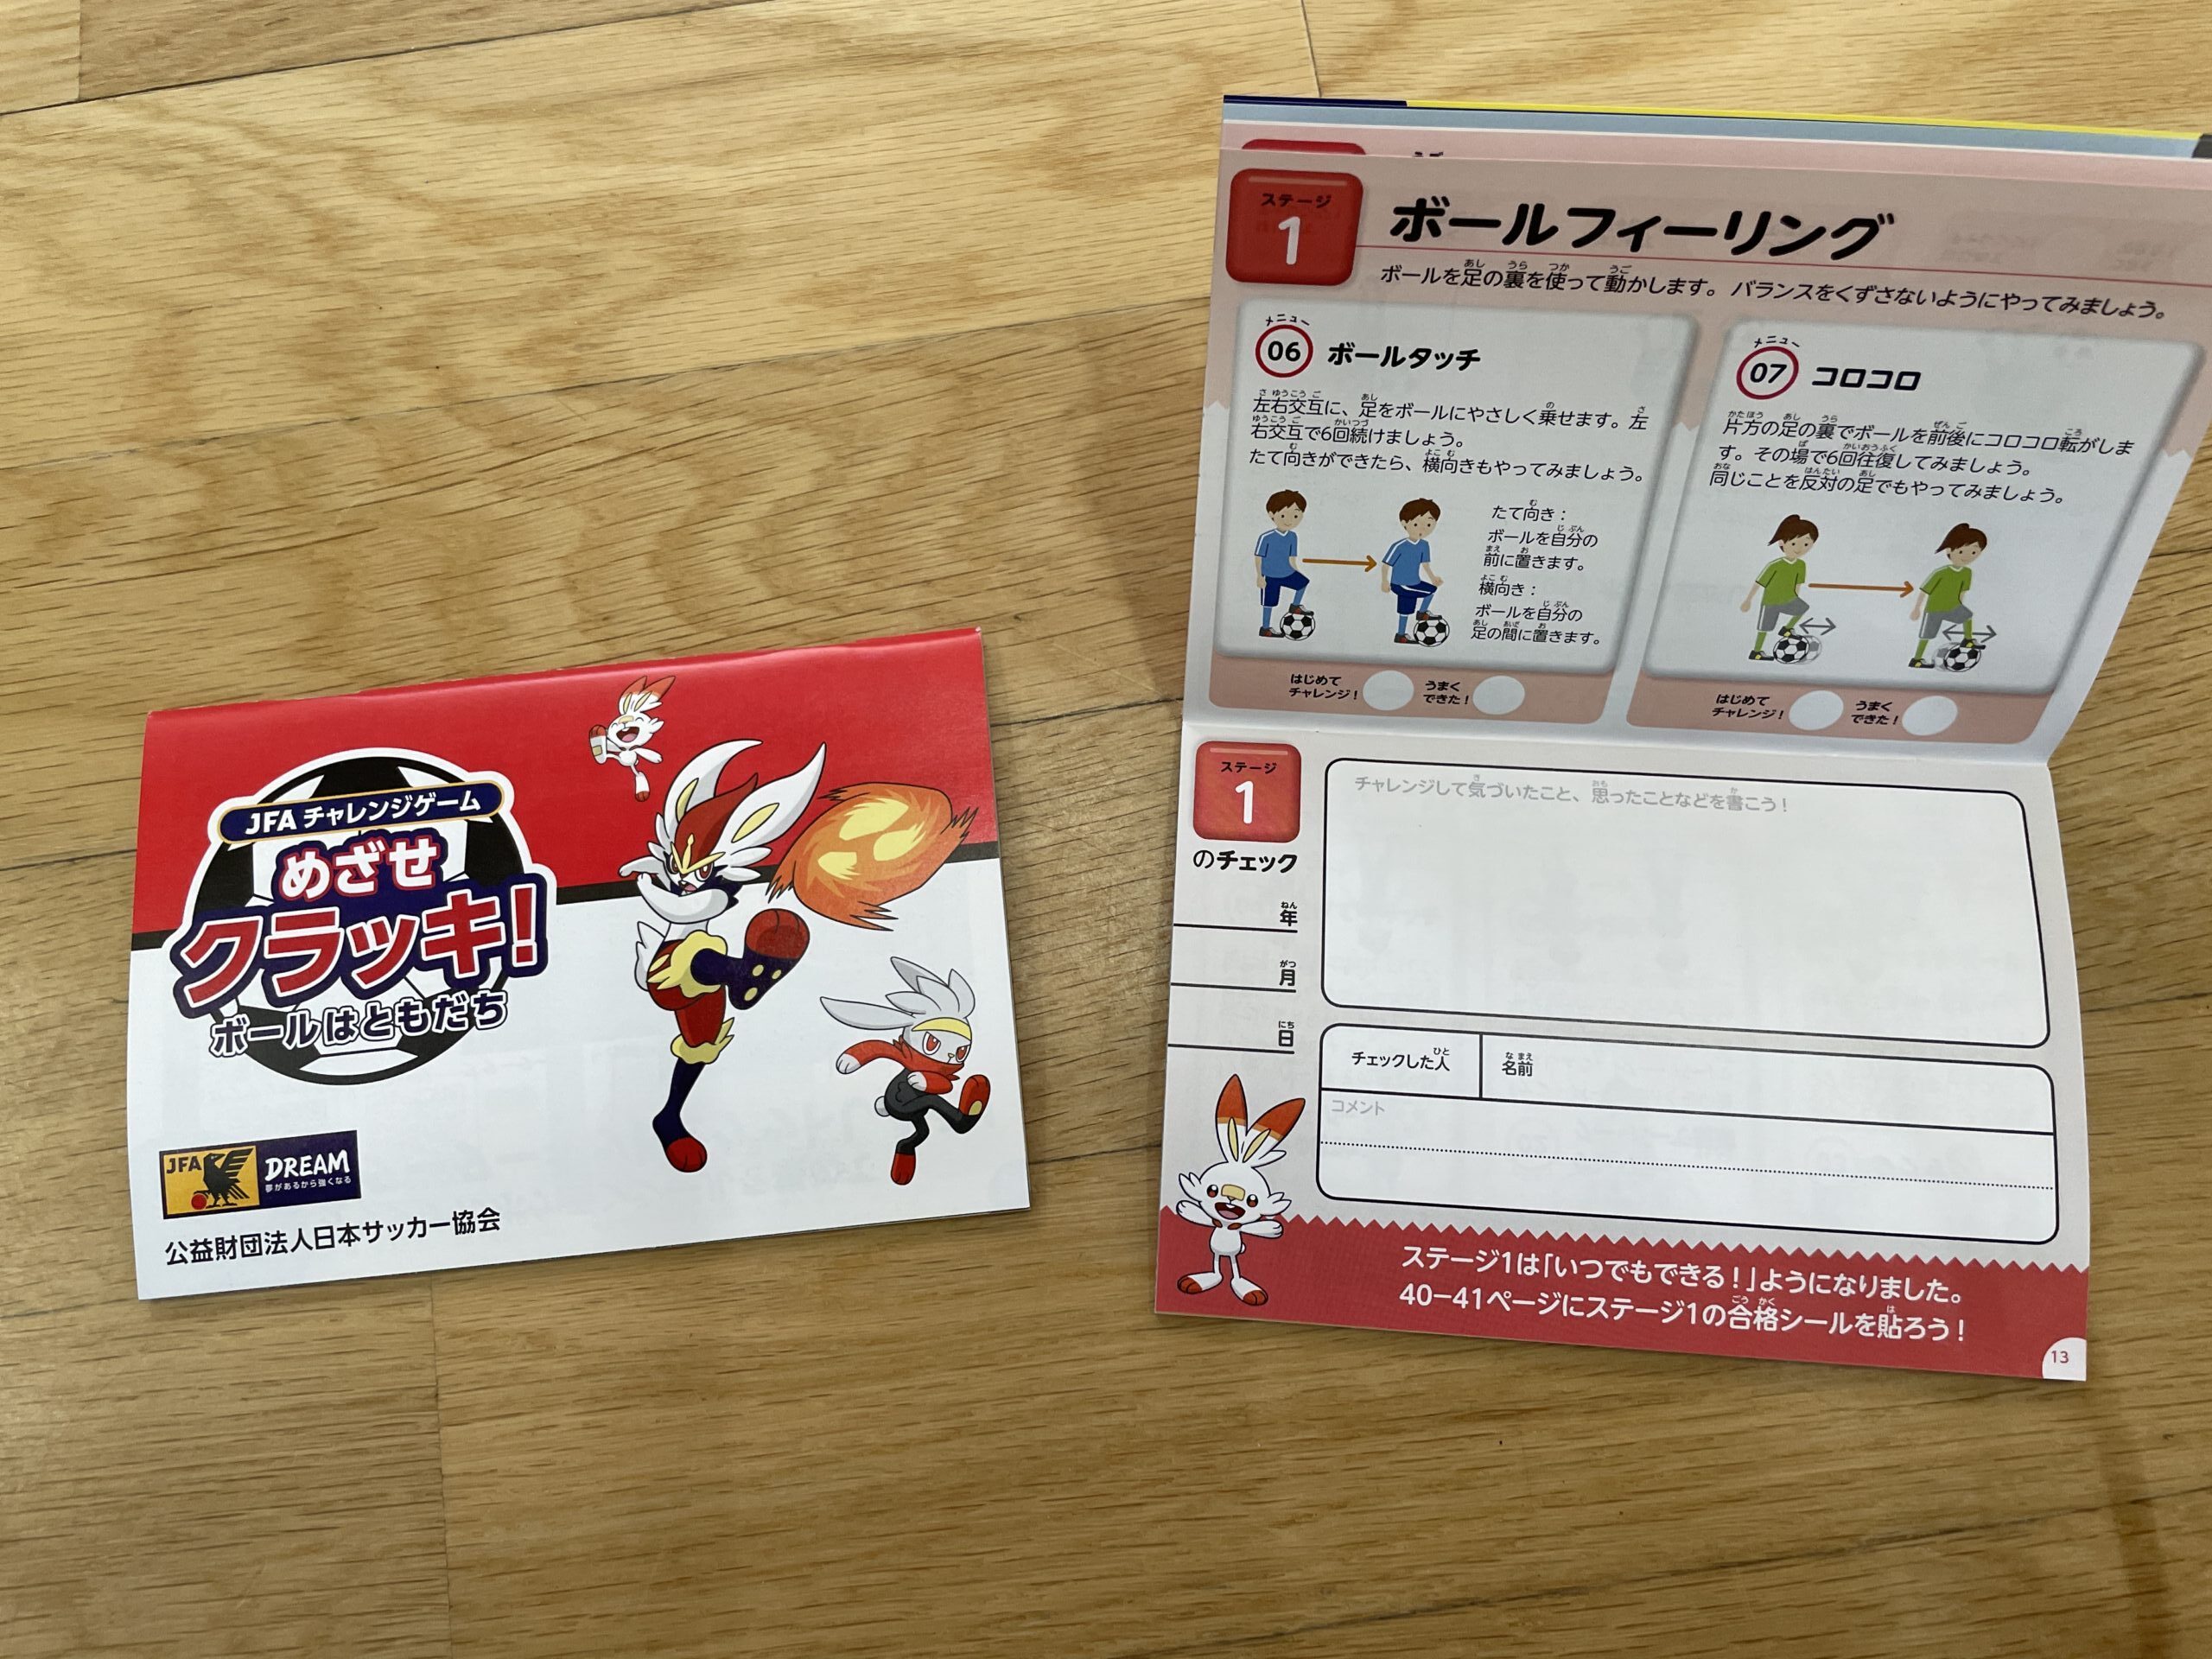 JFA チャレンジゲーム
めざせ
クラッキ!
ボールはともだち
JFA
DREAM
夢があるから強くなる
公益財団法人日本サッカー協会
ステージ
1
ボールフィーリング
ボールを足の裏を使って動かします。バランスをくずさないようにやってみましょう。
メニュー
06
ボールタッチ
左右交互に、足をボールにやさしく乗せます。左
右交互で6回続けましょう。
たて向きができたら、横向きもやってみましょう。
たて向き：
ボールを自分の
前に置きます。
横向き：
ボールを自分の
足の間に置きます。
はじめて
チャレンジ!
うまく
できた!
メニュー
07
コロコロ
片方の足の裏でボールを前後にコロコロ転がしま
す。その場で6回往復してみましょう。
同じことを反対の足でもやってみましょう。
はじめて
チャレンジ!
うまく
できた!
ステージ
1
のチェック
年
月
日
チャレンジして気づいたこと、思ったことなどを書こう!
チェックした人
名前
コメント
ステージ1は「いつでもできる!」ようになりました。
40−41ページにステージ1の合格シールを貼ろう!
13